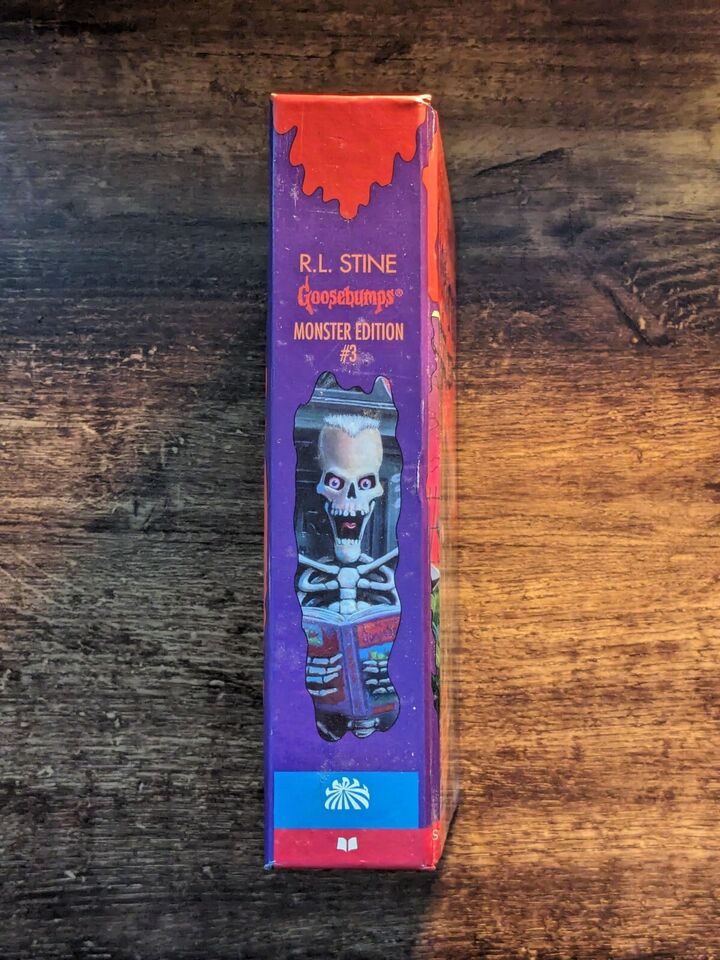 R.L. STINE
Goosebumps®
MONSTER EDITION
#3
S